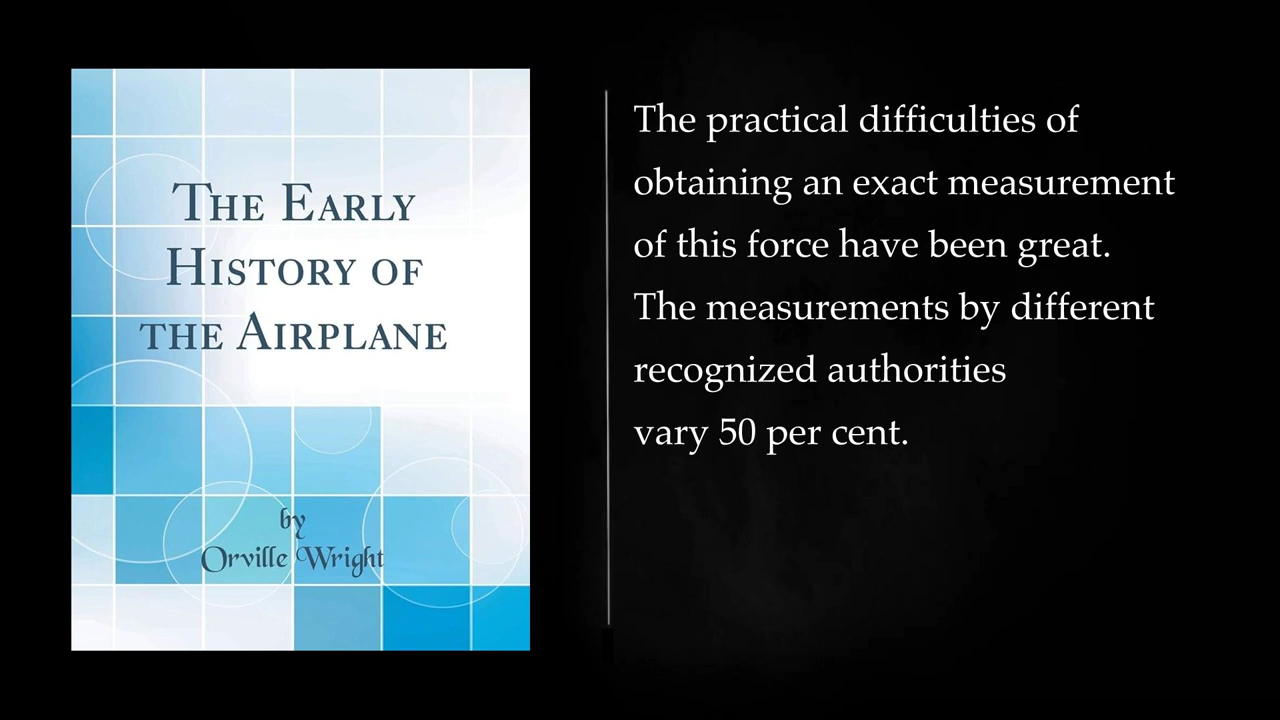 The Early
History of
the Airplane
by
Orville Wright
The practical difficulties of
obtaining an exact measurement
of this force have been great.
The measurements by different
recognized authorities
vary 50 per cent.